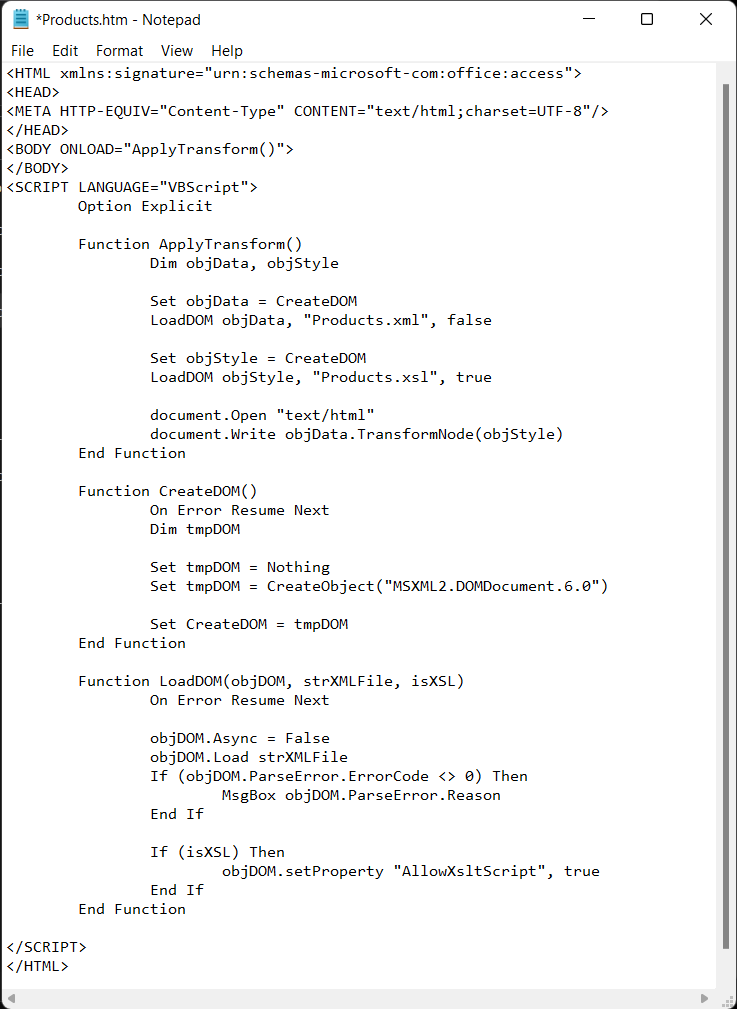 *Products.htm - Notepad
File Edit Format View Help
<HTML xmlns:signature="urn:schemas-microsoft-com:office:access">
<HEAD>
<META HTTP-EQUIV="Content-Type" CONTENT="text/html;charset=UTF-8"/>
</HEAD>
<BODY ONLOAD="ApplyTransform()">
</BODY>
<SCRIPT LANGUAGE="VBScript">
Option Explicit
Function ApplyTransform()
Dim objData, objStyle
Set objData = CreateDOM
LoadDOM objData, "Products.xml", false
Set objStyle = CreateDOM
LoadDOM objStyle, "Products.xsl", true
document.Open "text/html"
document.Write objData.TransformNode(objStyle)
End Function
Function CreateDOM()
On Error Resume Next
Dim tmpDOM
Set tmpDOM = Nothing
Set tmpDOM = CreateObject("MSXML2.DOMDocument.6.0")
Set CreateDOM = tmpDOM
End Function
Function LoadDOM(objDOM, strXMLFile, isXSL)
On Error Resume Next
objDOM.Async = False
objDOM.Load strXMLFile
If (objDOM.ParseError.ErrorCode <> 0) Then
MsgBox objDOM.ParseError.Reason
End If
If (isXSL) Then
objDOM.setProperty "AllowXsltScript", true
End If
End Function
</SCRIPT>
</HTML>